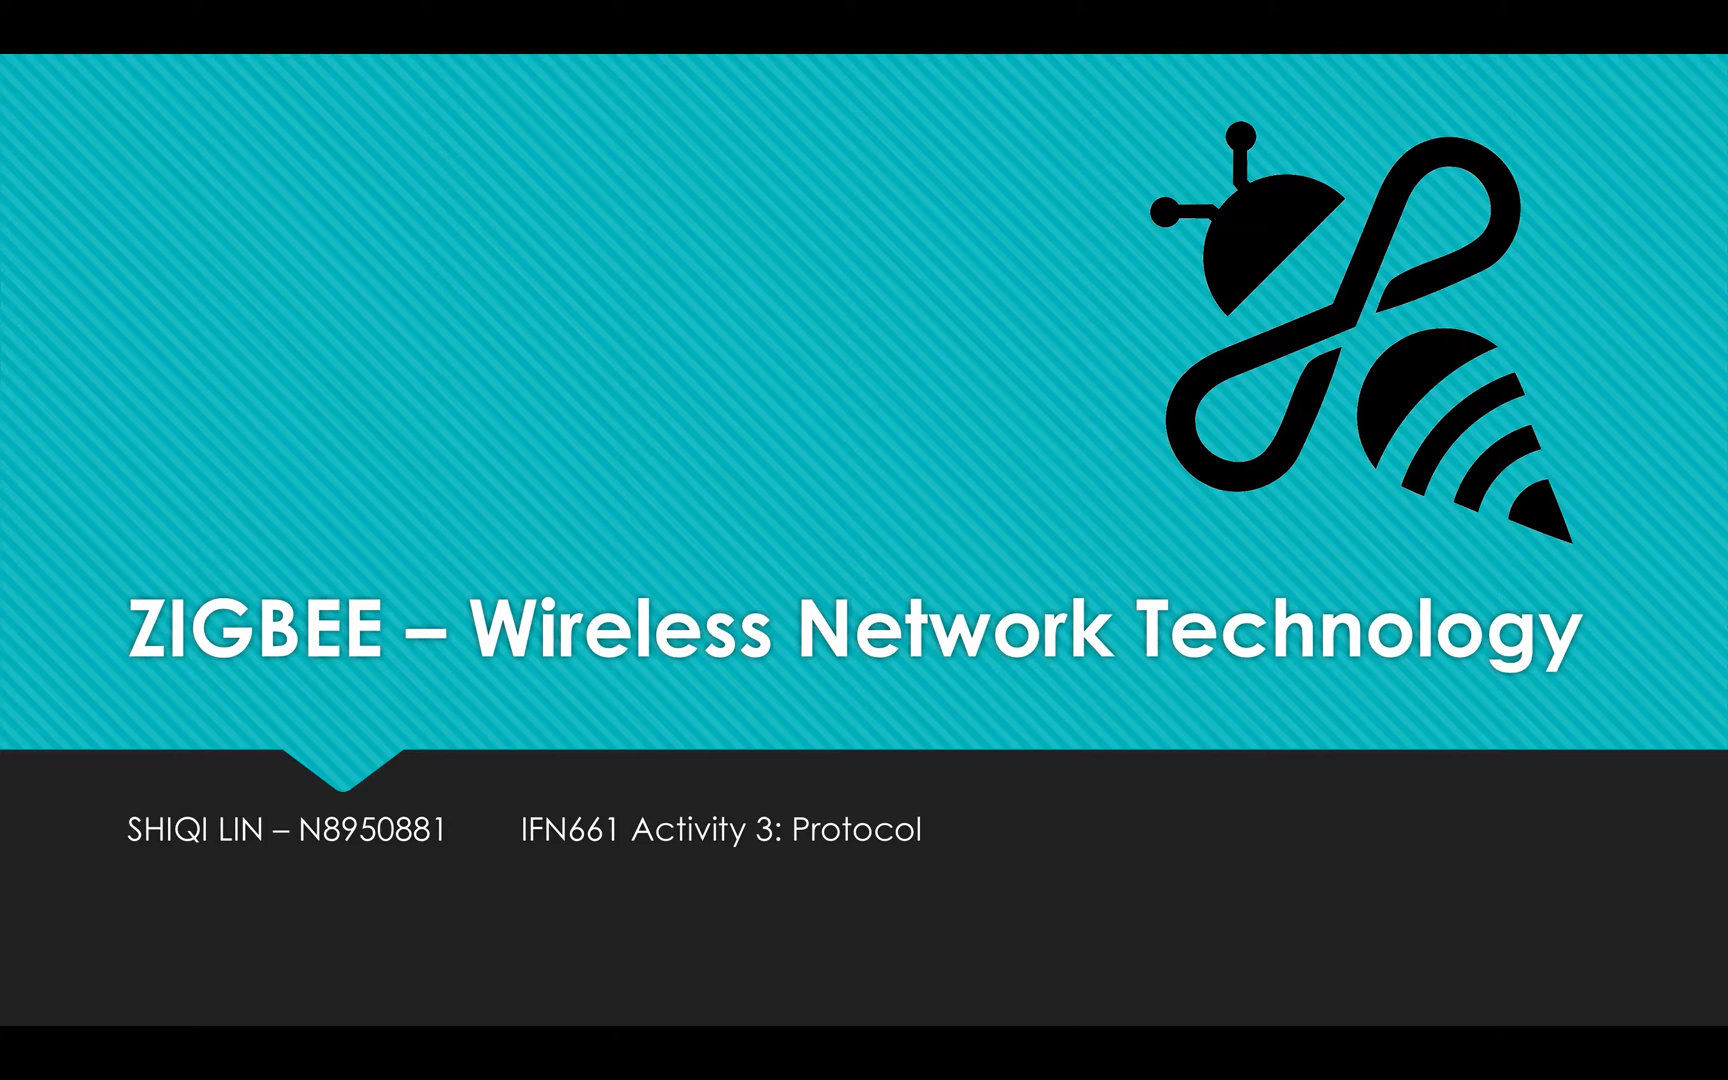 ZIGBEE – Wireless Network Technology
SHIQI LIN – N8950881 IFN661 Activity 3: Protocol